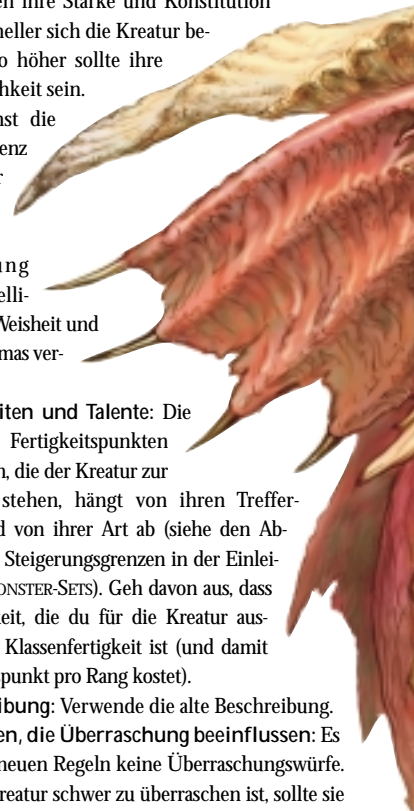 en ihre Stärke und Konstitution
neller sich die Kreatur be-
o höher sollte ihre
hkeit sein.
nst die
enz
r
ung
elli-
Weisheit und
mas ver-
iten und Talente: Die
Fertigkeitspunkten
n, die der Kreatur zur
stehen, hängt von ihren Treffer-
d von ihrer Art ab (siehe den Ab-
Steigerungsgrenzen in der Einlei-
ONSTER-SETS). Geh davon aus, dass
keit, die du für die Kreatur aus-
Klassenfertigkeit ist (und damit
spunkt pro Rang kostet).
ibung: Verwende die alte Beschreibung.
en, die Überraschung beeinflussen: Es
neuen Regeln keine Überraschungswürfe.
reatur schwer zu überraschen ist, sollte sie